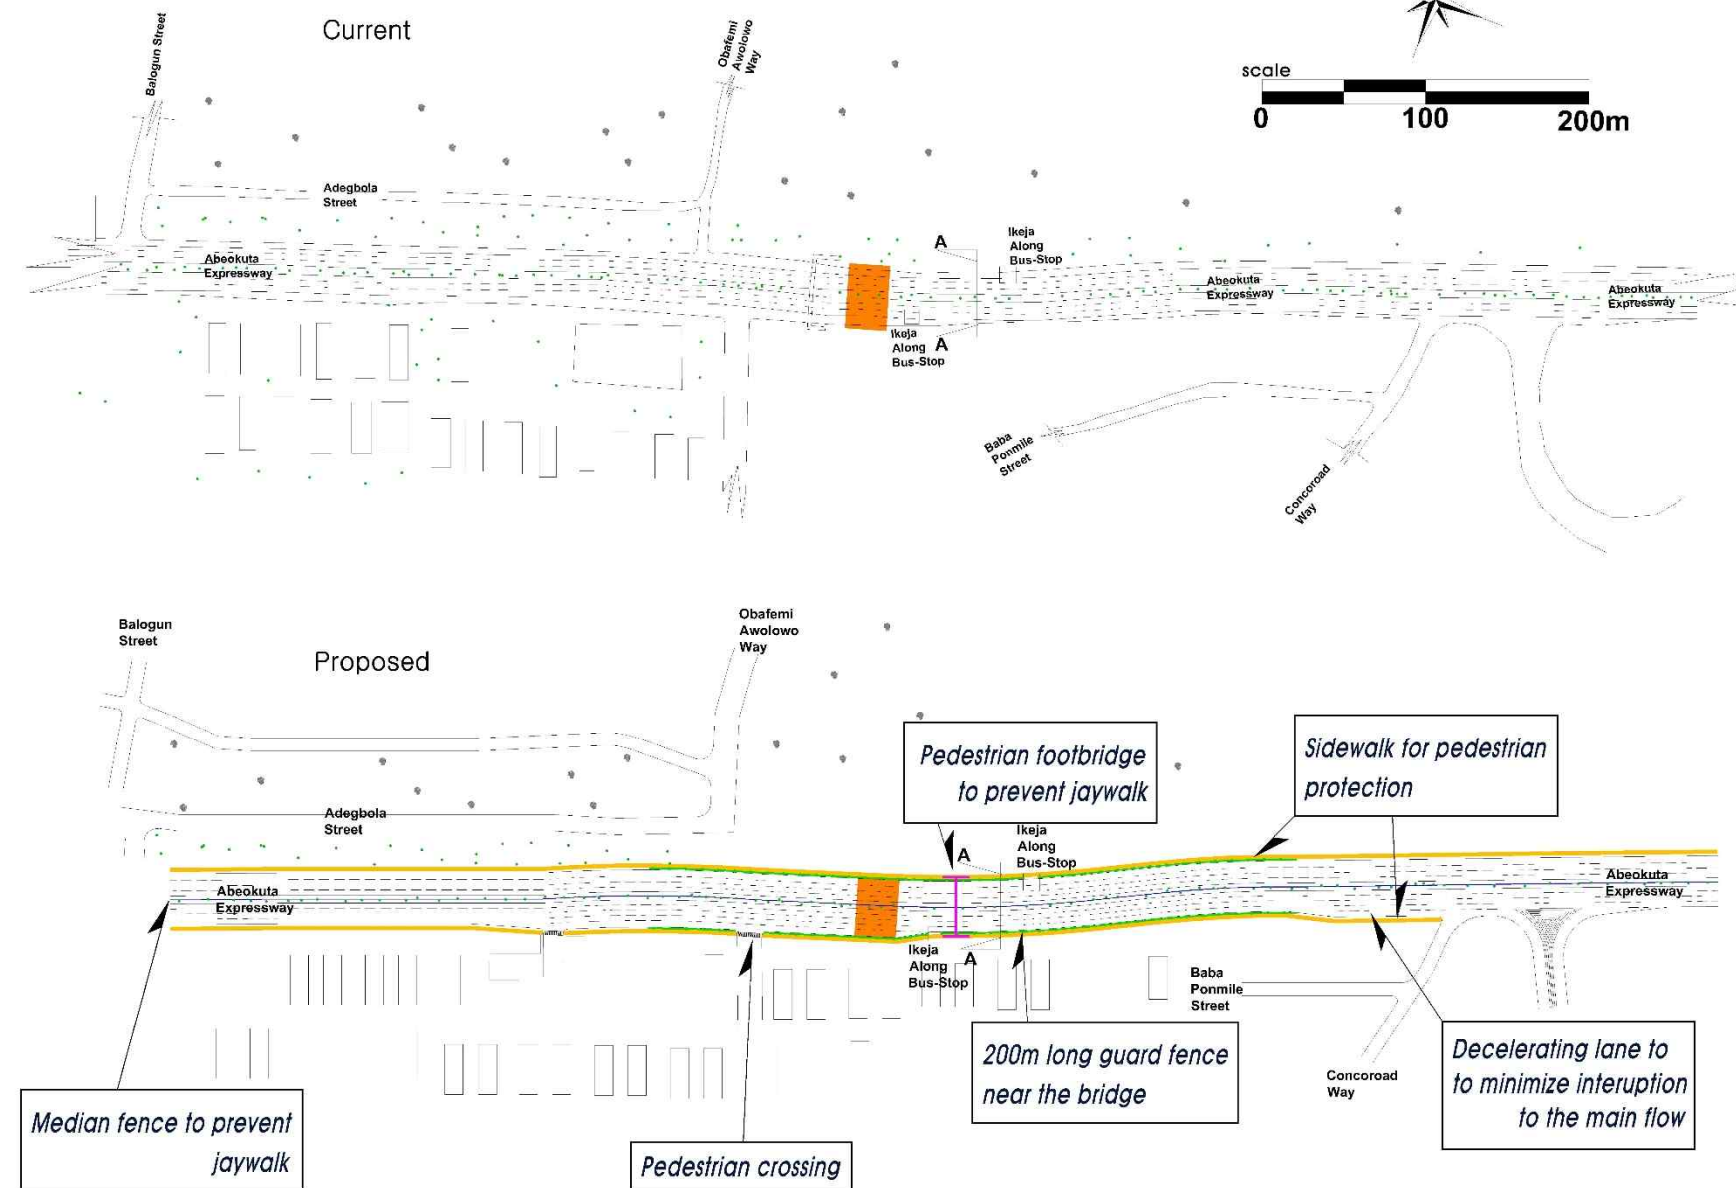 Current
Balogun Street
Obafemi
Awolowo
Way
scale
0 100 200m
Adegbola
Street
Abeokuta
Expressway
A
Ikeja
Along
Bus-Stop
Abeokuta
Expressway
Abeokuta
Expressway
Ikeja
Along
Bus-Stop
A
Baba
Ponmile
Street
Concoroad
Way
Proposed
Balogun
Street
Obafemi
Awolowo
Way
Pedestrian footbridge
to prevent jaywalk
Sidewalk for pedestrian
protection
Adegbola
Street
A
Ikeja
Along
Bus-Stop
Abeokuta
Expressway
Abeokuta
Expressway
Ikeja
Along
Bus-Stop
A
Baba
Ponmile
Street
Concoroad
Way
200m long guard fence
near the bridge
Decelerating lane to
to minimize interuption
to the main flow
Median fence to prevent
jaywalk
Pedestrian crossing